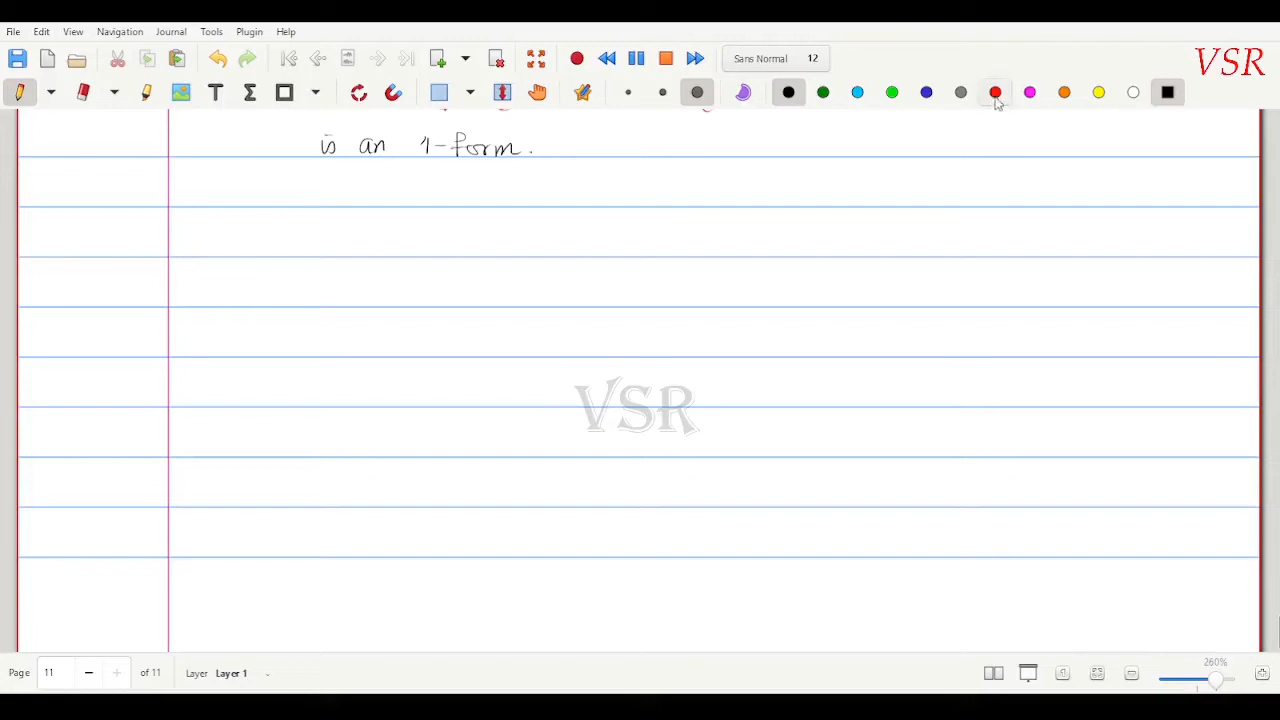 File Edit View Navigation Journal Tools Plugin Help
Sans Normal 12
VSR
is an 1-form.
VSR
Page 11 of 11 Layer Layer 1 260%